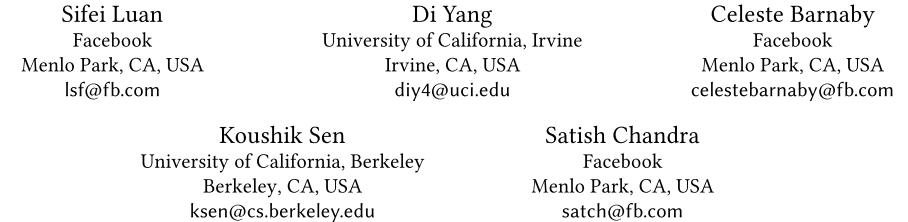 Sifei Luan
Facebook
Menlo Park, CA, USA
lsf@fb.com
Di Yang
University of California, Irvine
Irvine, CA, USA
diy4@uci.edu
Celeste Barnaby
Facebook
Menlo Park, CA, USA
celestebarnaby@fb.com
Koushik Sen
University of California, Berkeley
Berkeley, CA, USA
ksen@cs.berkeley.edu
Satish Chandra
Facebook
Menlo Park, CA, USA
satch@fb.com